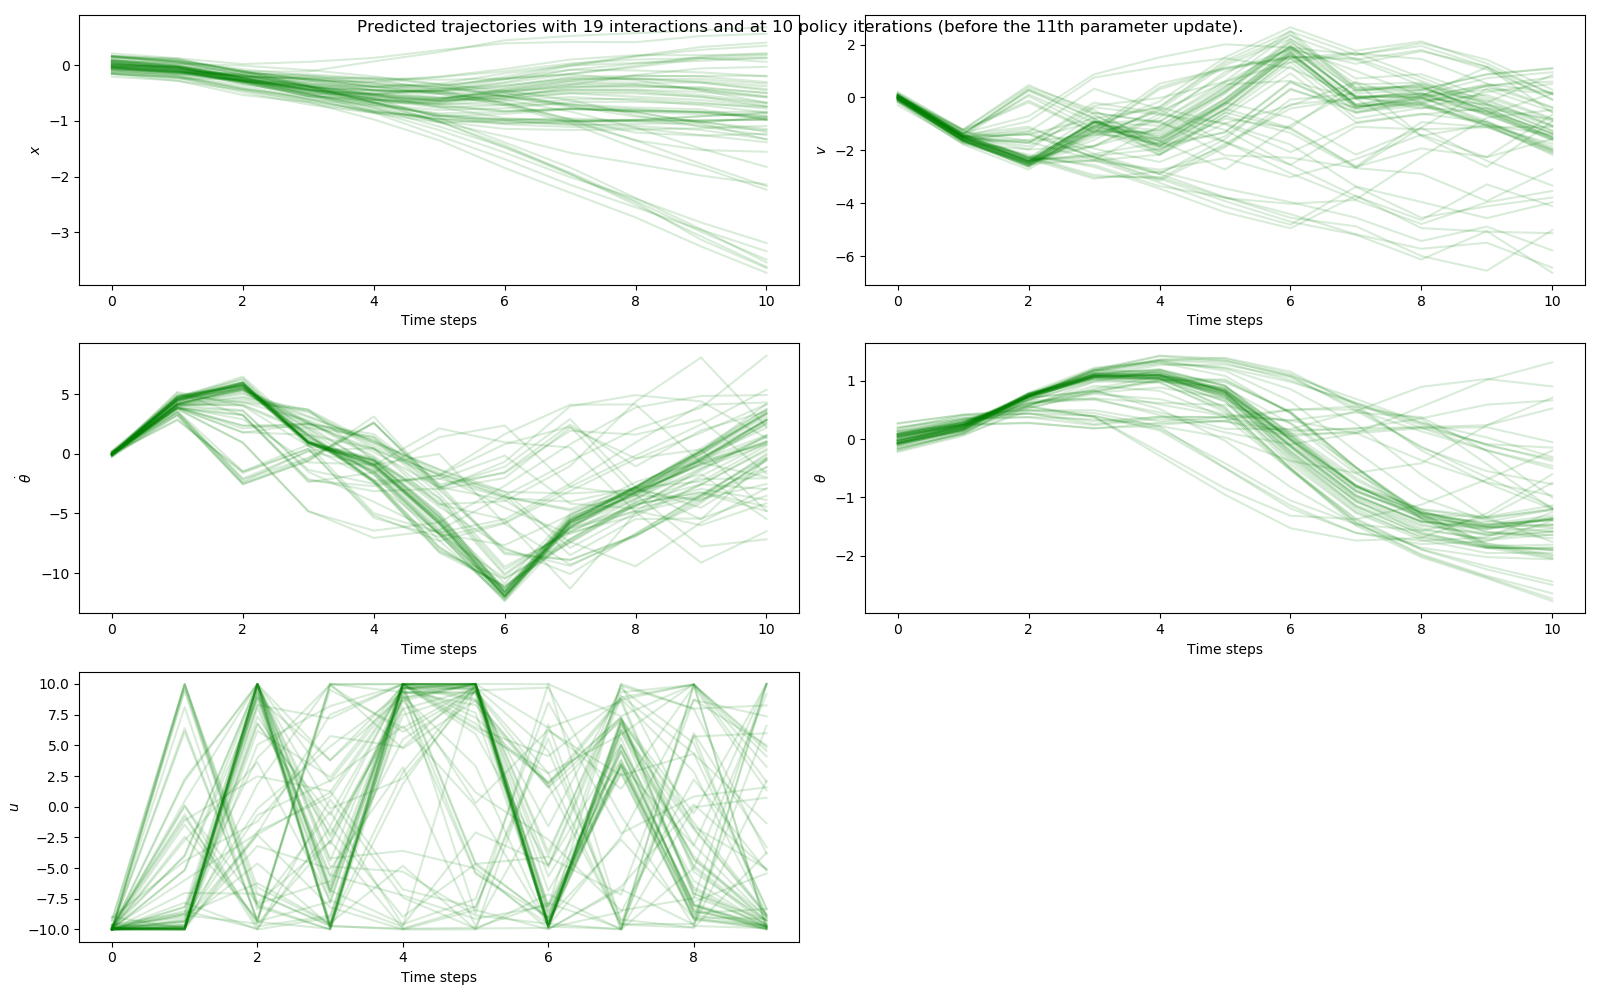 Predicted trajectories with 19 interactions and at 10 policy iterations (before the 11th parameter update).
x
0
−1
−2
−3
0 2 4 6 8 10
Time steps
v
2
0
−2
−4
−6
0 2 4 6 8 10
Time steps
θ̇
5
0
−5
−10
0 2 4 6 8 10
Time steps
θ
1
0
−1
−2
0 2 4 6 8 10
Time steps
u
10.0
7.5
5.0
2.5
0.0
−2.5
−5.0
−7.5
−10.0
0 2 4 6 8
Time steps